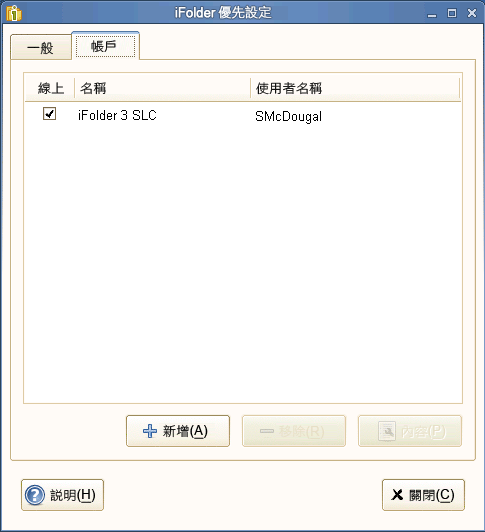 iFolder 優先設定
一般 帳戶
線上 名稱 使用者名稱
iFolder 3 SLC SMcDougal
新增(A) 移除(R) 內容(P)
說明(H) 關閉(C)